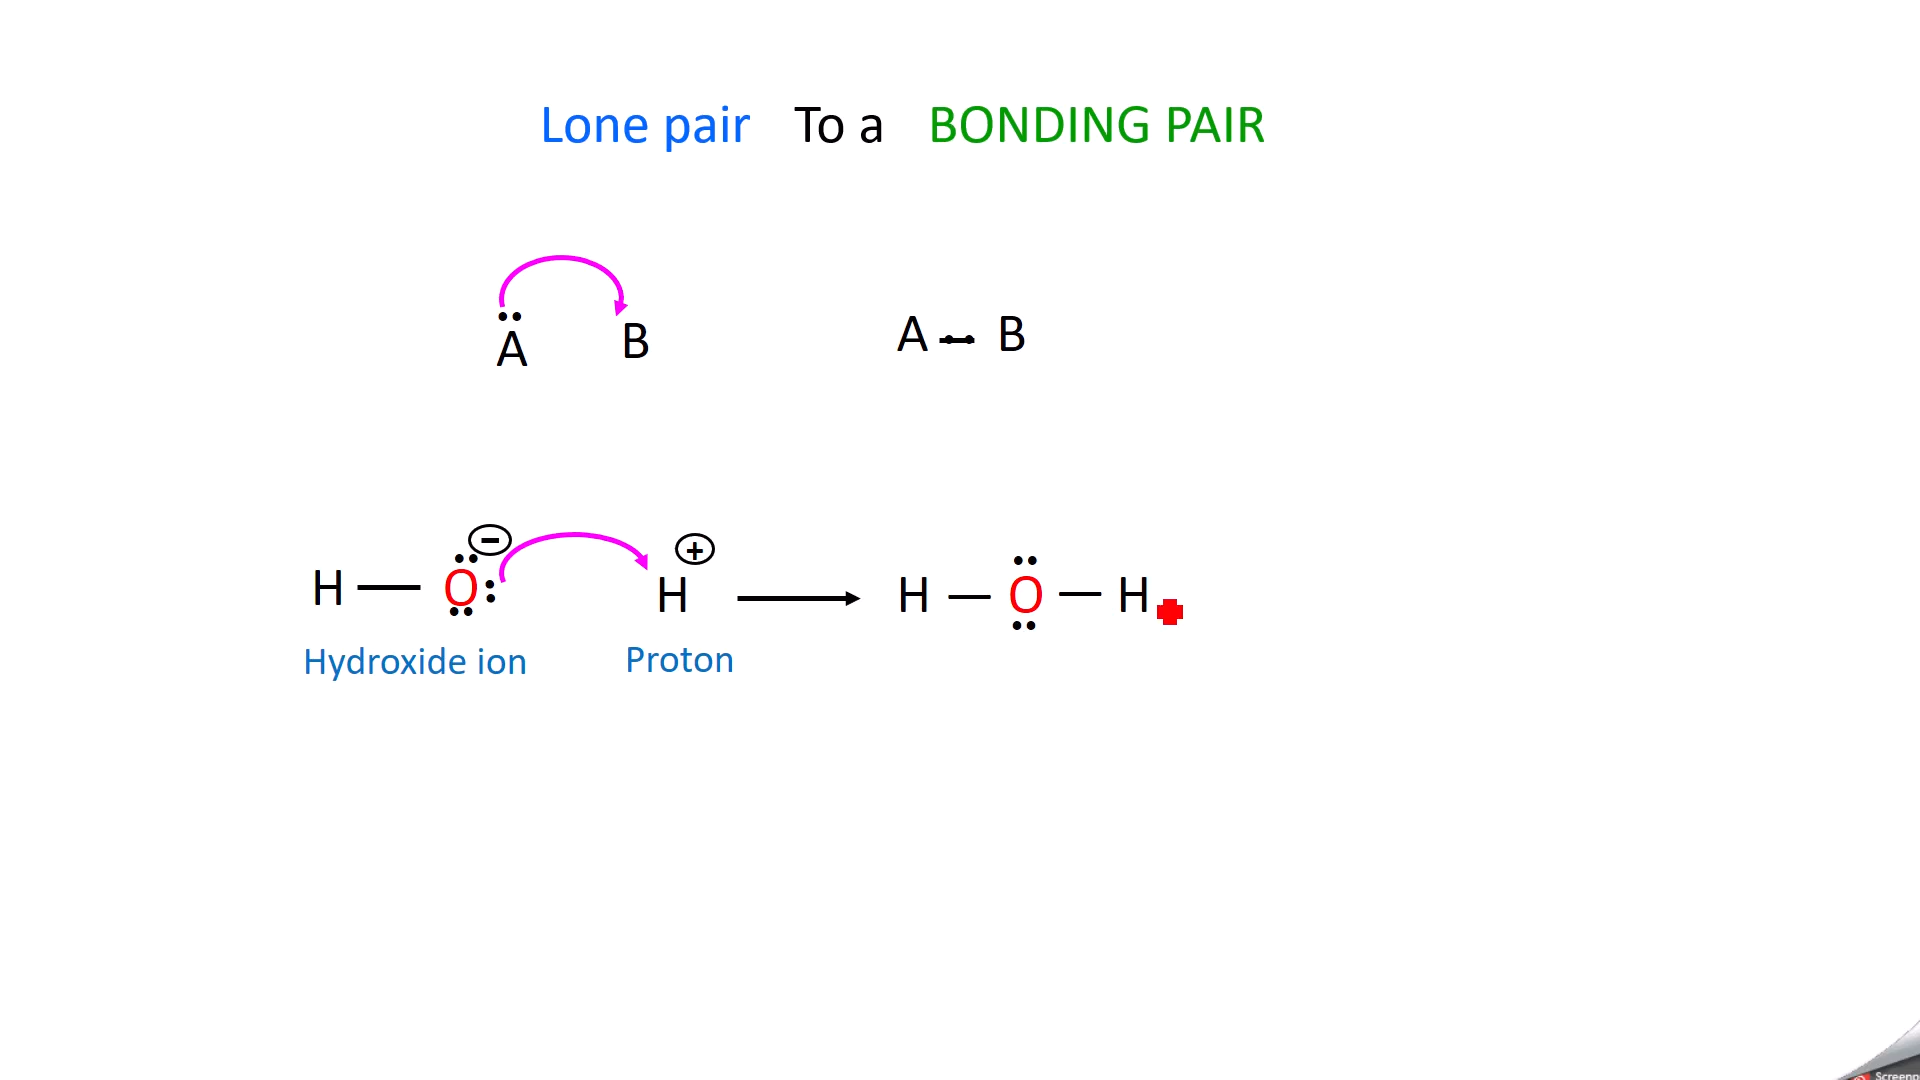 Lone pair To a BONDING PAIR
A B A B
H O H H O H
Hydroxide ion Proton